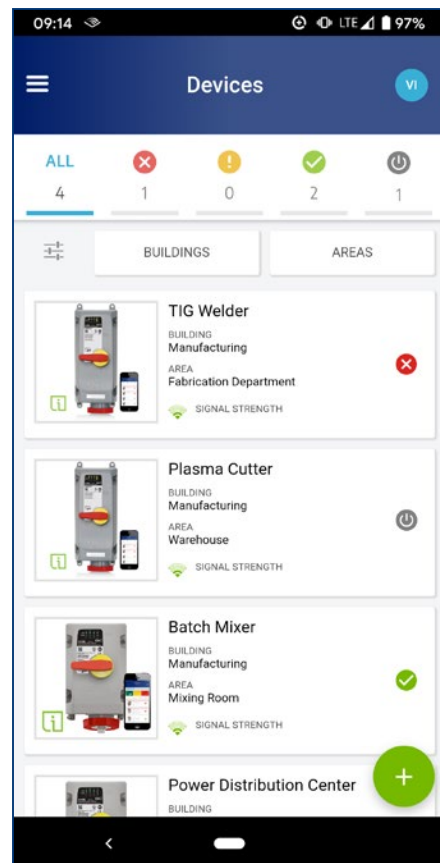 09:14 LTE 97%
Devices
VI
ALL
4 1 0 2 1
BUILDINGS AREAS
TIG Welder
BUILDING
Manufacturing
AREA
Fabrication Department
SIGNAL STRENGTH
Plasma Cutter
BUILDING
Manufacturing
AREA
Warehouse
SIGNAL STRENGTH
Batch Mixer
BUILDING
Manufacturing
AREA
Mixing Room
SIGNAL STRENGTH
Power Distribution Center
BUILDING